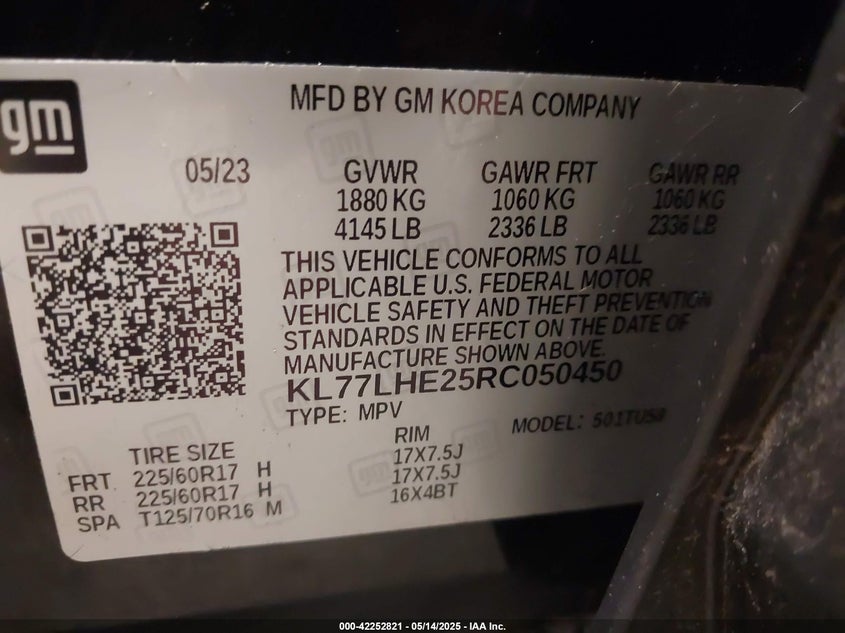 gm
MFD BY GM KOREA COMPANY
05/23 GVWR GAWR FRT GAWR RR
1880 KG 1060 KG 1060 KG
4145 LB 2336 LB 2336 LB
THIS VEHICLE CONFORMS TO ALL
APPLICABLE U.S. FEDERAL MOTOR
VEHICLE SAFETY AND THEFT PREVENTION
STANDARDS IN EFFECT ON THE DATE OF
MANUFACTURE SHOWN ABOVE.
KL77LHE25RC050450
TYPE: MPV MODEL: 501TU58
TIRE SIZE RIM
FRT 225/60R17 H 17X7.5J
RR 225/60R17 H 17X7.5J
SPA T125/70R16 M 16X4BT
000-42252821 - 05/14/2025 - IAA Inc.